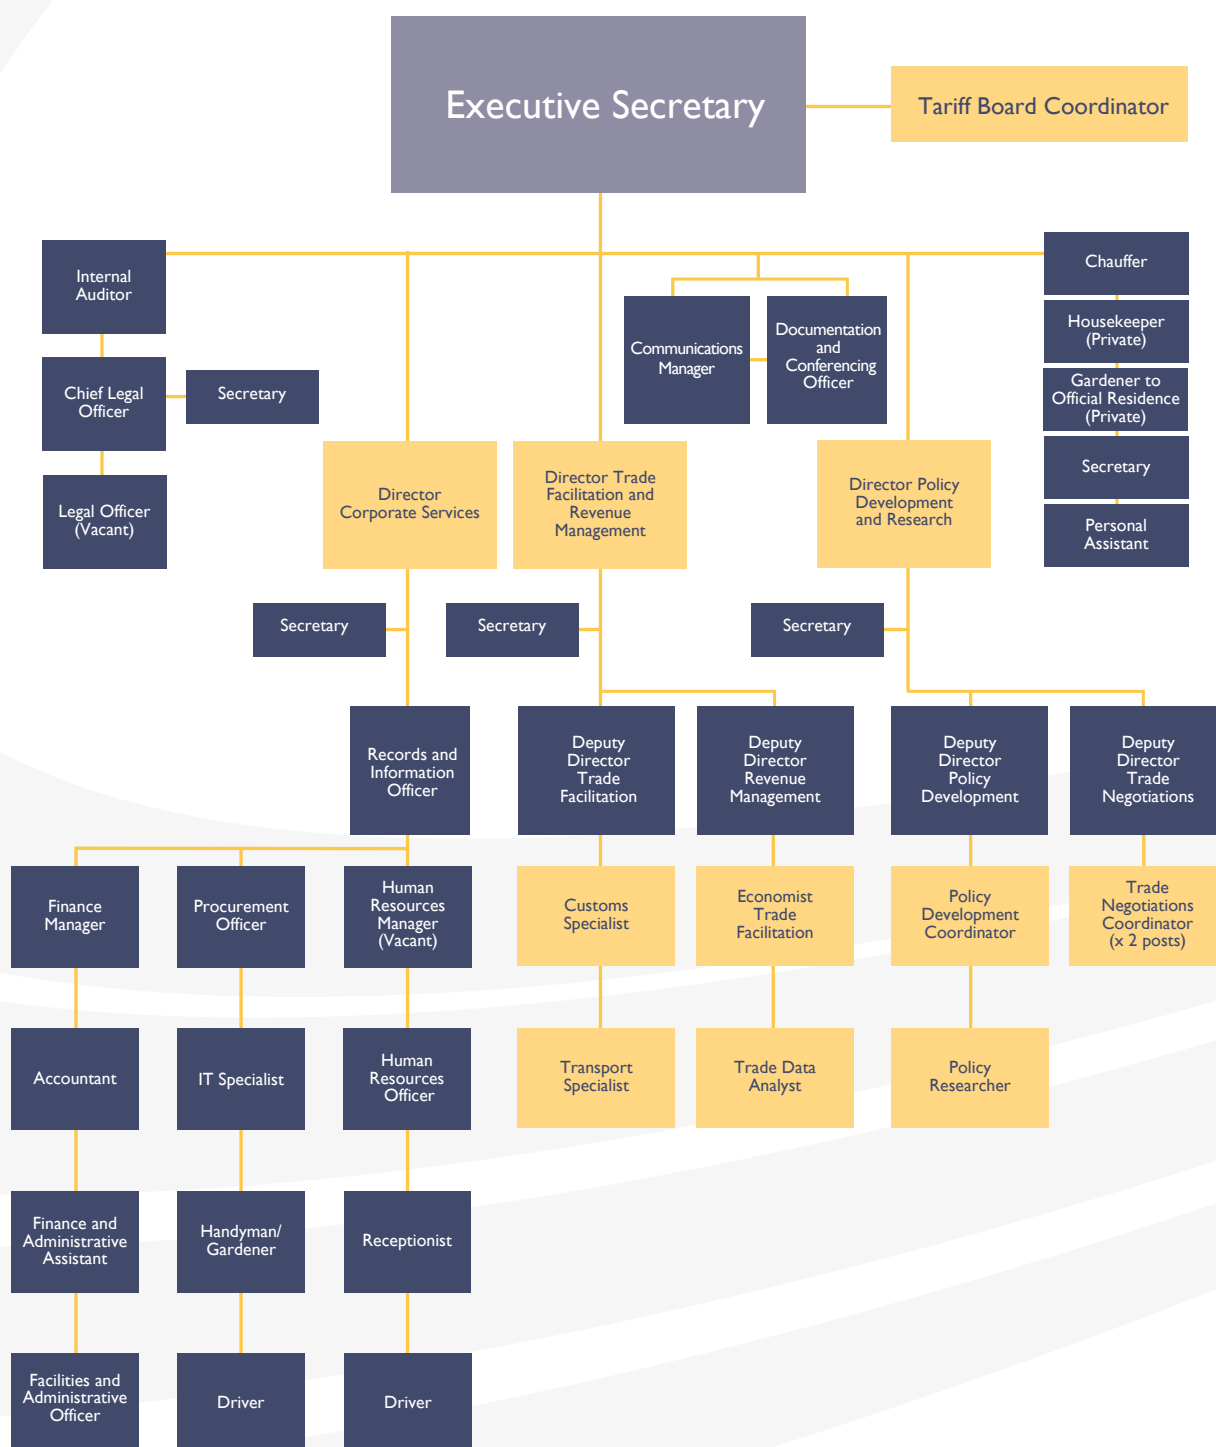 Executive Secretary
Tariff Board Coordinator
Internal
Auditor
Chief Legal
Officer
Secretary
Legal Officer
(Vacant)
Communications
Manager
Documentation
and
Conferencing
Officer
Chauffer
Housekeeper
(Private)
Gardener to
Official Residence
(Private)
Secretary
Personal
Assistant
Director
Corporate Services
Director Trade
Facilitation and
Revenue
Management
Director Policy
Development
and Research
Secretary
Secretary
Secretary
Records and
Information
Officer
Deputy
Director
Trade
Facilitation
Deputy
Director
Revenue
Management
Deputy
Director
Policy
Development
Deputy
Director
Trade
Negotiations
Finance
Manager
Procurement
Officer
Human
Resources
Manager
(Vacant)
Customs
Specialist
Economist
Trade
Facilitation
Policy
Development
Coordinator
Trade
Negotiations
Coordinator
(x 2 posts)
Accountant
IT Specialist
Human
Resources
Officer
Transport
Specialist
Trade Data
Analyst
Policy
Researcher
Finance and
Administrative
Assistant
Handyman/
Gardener
Receptionist
Facilities and
Administrative
Officer
Driver
Driver